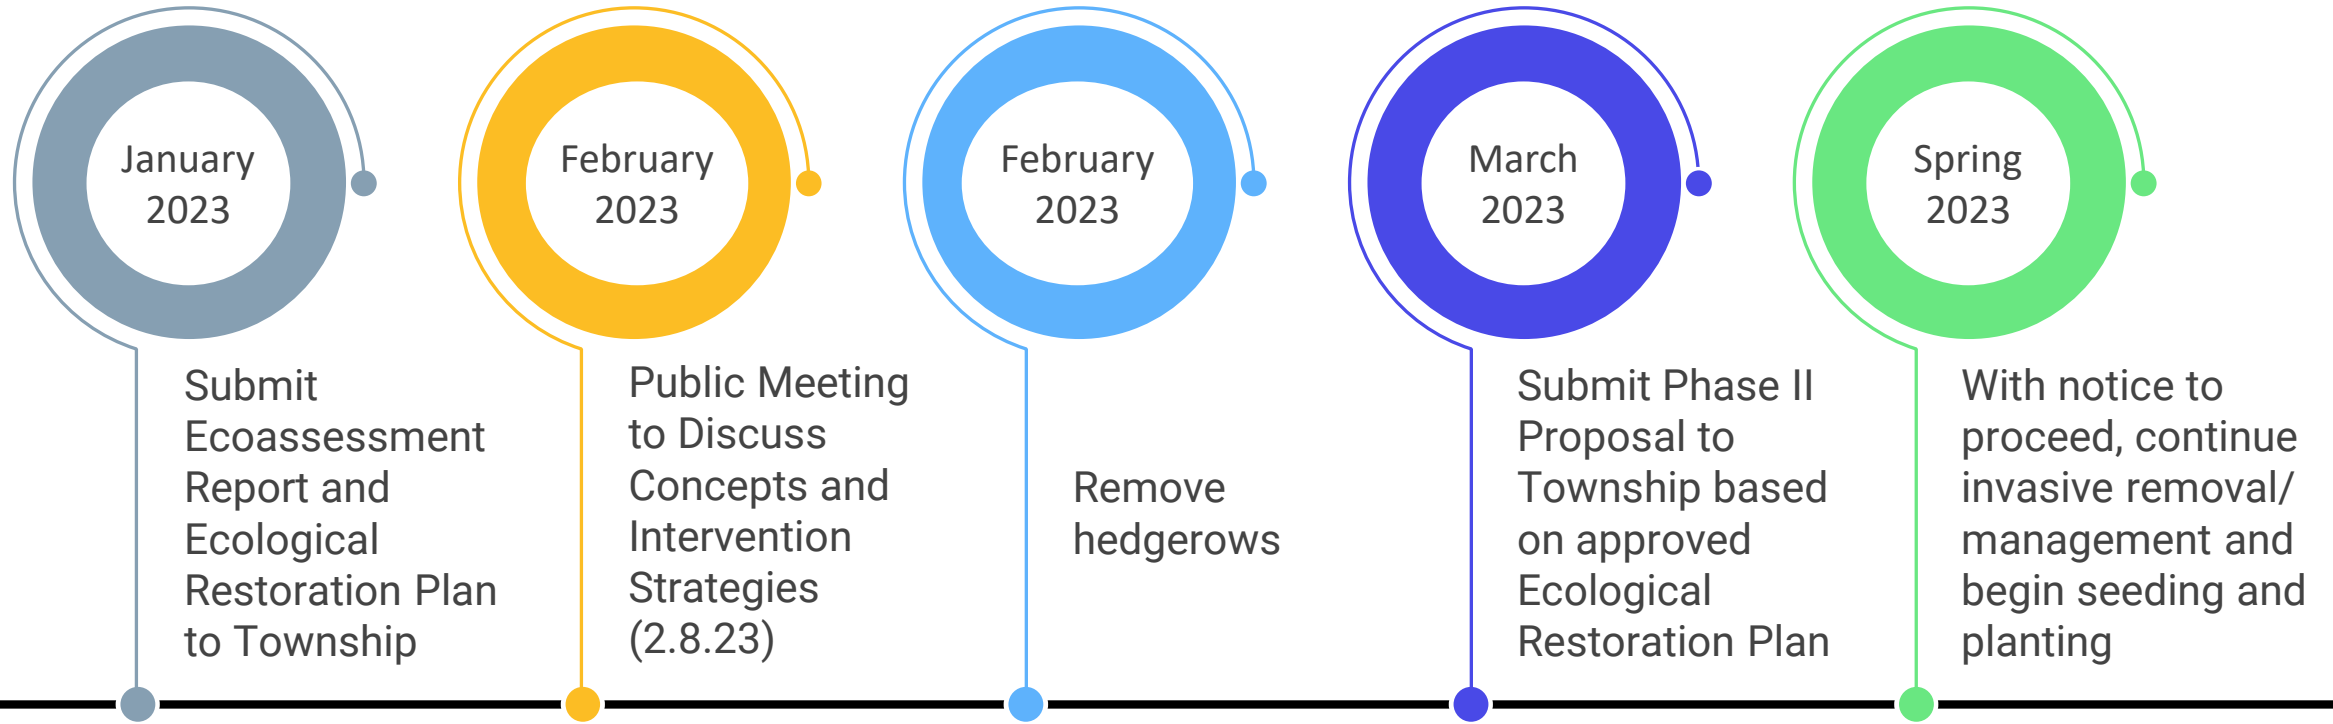 January
2023
Submit
Ecoassessment
Report and
Ecological
Restoration Plan
to Township
February
2023
Public Meeting
to Discuss
Concepts and
Intervention
Strategies
(2.8.23)
February
2023
Remove
hedgerows
March
2023
Submit Phase II
Proposal to
Township based
on approved
Ecological
Restoration Plan
Spring
2023
With notice to
proceed, continue
invasive removal/
management and
begin seeding and
planting